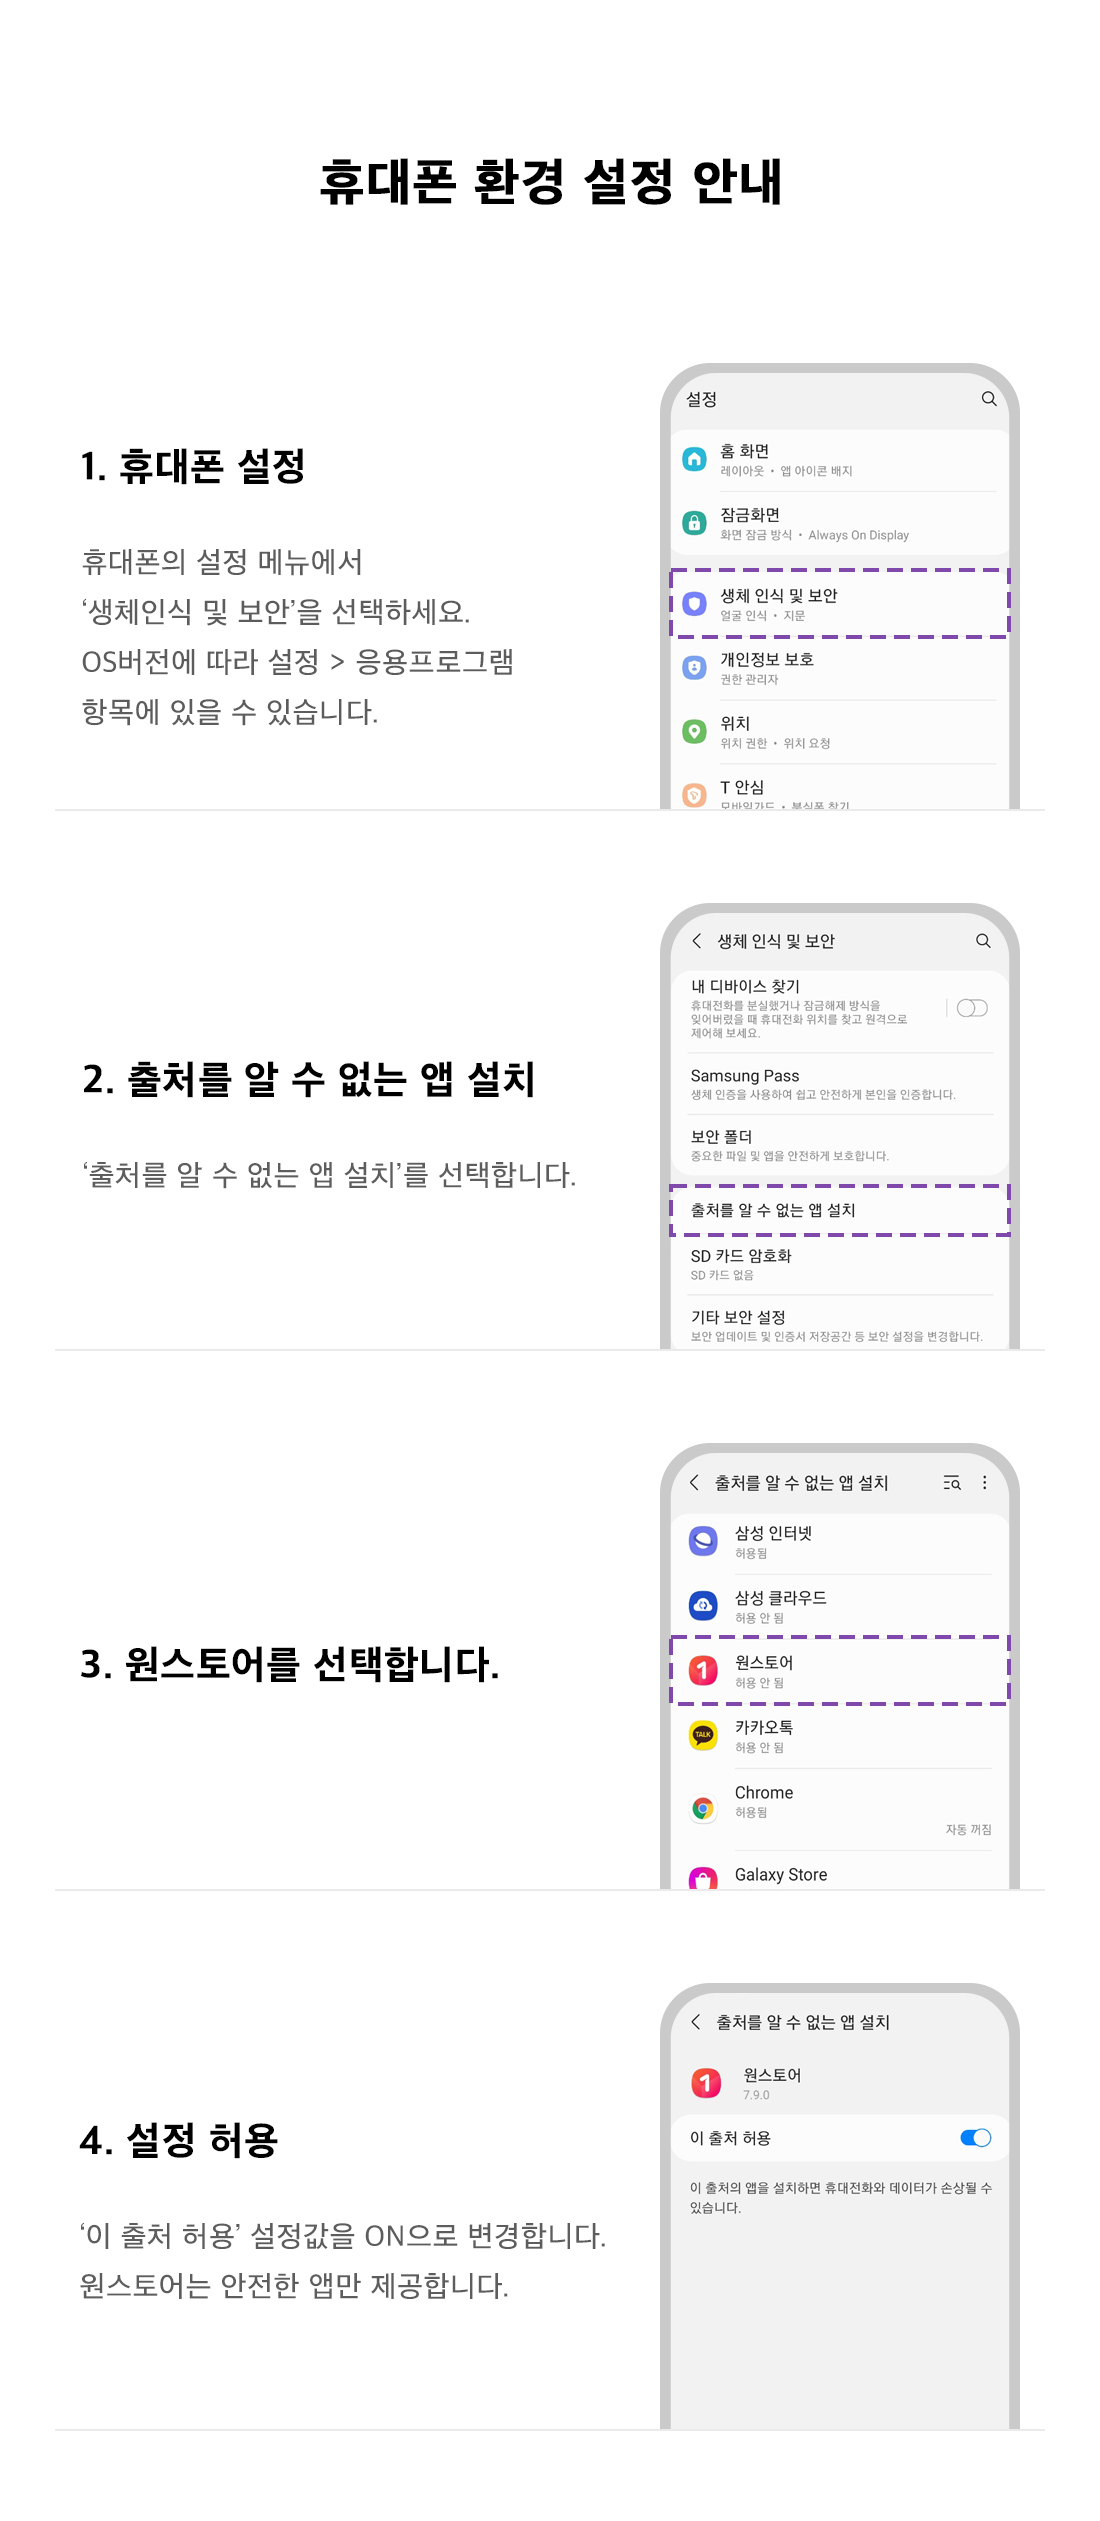 휴대폰 환경 설정 안내
1. 휴대폰 설정
휴대폰의 설정 메뉴에서
‘생체인식 및 보안’을 선택하세요.
OS버전에 따라 설정 > 응용프로그램
항목에 있을 수 있습니다.
설정
홈 화면
레이아웃 • 앱 아이콘 배지
잠금화면
화면 잠금 방식 • Always On Display
생체 인식 및 보안
얼굴 인식 • 지문
개인정보 보호
권한 관리자
위치
위치 권한 • 위치 요청
T 안심
모바일가드 • 분실폰 찾기
2. 출처를 알 수 없는 앱 설치
‘출처를 알 수 없는 앱 설치’를 선택합니다.
생체 인식 및 보안
내 디바이스 찾기
휴대전화를 분실했거나 잠금해제 방식을
잊어버렸을 때 휴대전화 위치를 찾고 원격으로
제어해 보세요.
Samsung Pass
생체 인증을 사용하여 쉽고 안전하게 본인을 인증합니다.
보안 폴더
중요한 파일 및 앱을 안전하게 보호합니다.
출처를 알 수 없는 앱 설치
SD 카드 암호화
SD 카드 없음
기타 보안 설정
보안 업데이트 및 인증서 저장공간 등 보안 설정을 변경합니다.
3. 원스토어를 선택합니다.
출처를 알 수 없는 앱 설치
삼성 인터넷
허용됨
삼성 클라우드
허용 안 됨
1
원스토어
허용 안 됨
TALK
카카오톡
허용 안 됨
Chrome
허용됨
자동 꺼짐
Galaxy Store
4. 설정 허용
‘이 출처 허용’ 설정값을 ON으로 변경합니다.
원스토어는 안전한 앱만 제공합니다.
출처를 알 수 없는 앱 설치
1
원스토어
7.9.0
이 출처 허용
이 출처의 앱을 설치하면 휴대전화와 데이터가 손상될 수
있습니다.